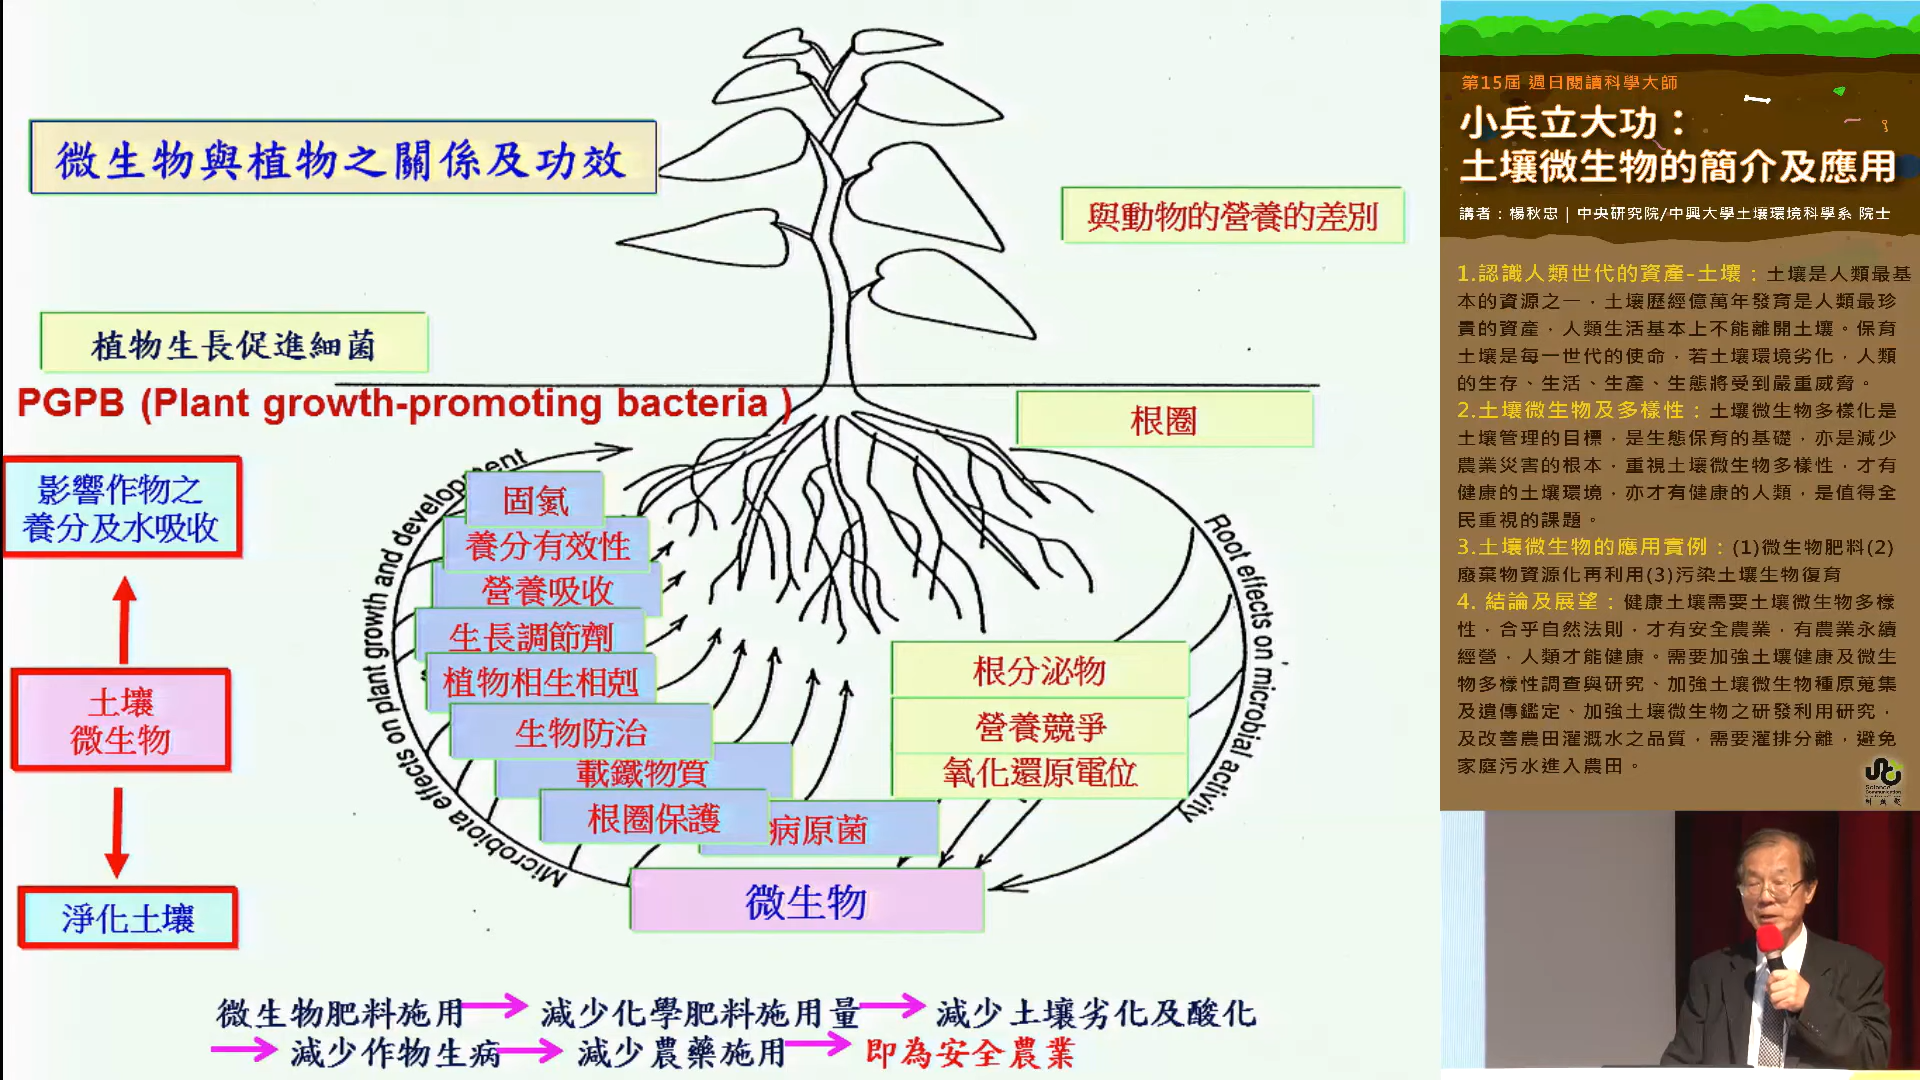 微生物與植物之關係及功效
與動物的營養的差別
植物生長促進細菌
PGPB (Plant growth-promoting bacteria )
根圈
影響作物之
養分及水吸收
土壤
微生物
淨化土壤
Microbiota effects on plant growth and development
固氮
養分有效性
營養吸收
生長調節劑
植物相生相剋
生物防治
載鐵物質
根圈保護
病原菌
根分泌物
營養競爭
氧化還原電位
Root effects on microbial activity
微生物
微生物肥料施用 減少化學肥料施用量 減少土壤劣化及酸化
減少作物生病 減少農藥施用 即為安全農業
第15屆 週日閱讀科學大師
小兵立大功：
土壤微生物的簡介及應用
講者：楊秋忠 | 中央研究院/中興大學土壤環境科學系 院士
1.認識人類世代的資產-土壤：土壤是人類最基
本的資源之一，土壤歷經億萬年發育是人類最珍
貴的資產，人類生活基本上不能離開土壤。保育
土壤是每一世代的使命，若土壤環境劣化，人類
的生存、生活、生產、生態將受到嚴重威脅。
2.土壤微生物及多樣性：土壤微生物多樣化是
土壤管理的目標，是生態保育的基礎，亦是減少
農業災害的根本，重視土壤微生物多樣性，才有
健康的土壤環境，亦才有健康的人類，是值得全
民重視的課題。
3.土壤微生物的應用實例：(1)微生物肥料(2)
廢棄物資源化再利用(3)污染土壤生物復育
4. 結論及展望：健康土壤需要土壤微生物多樣
性，合乎自然法則，才有安全農業，有農業永續
經營，人類才能健康。需要加強土壤健康及微生
物多樣性調查與研究、加強土壤微生物種原蒐集
及遺傳鑑定、加強土壤微生物之研發利用研究，
及改善農田灌溉水之品質，需要灌排分離，避免
家庭污水進入農田。
Science
Communication